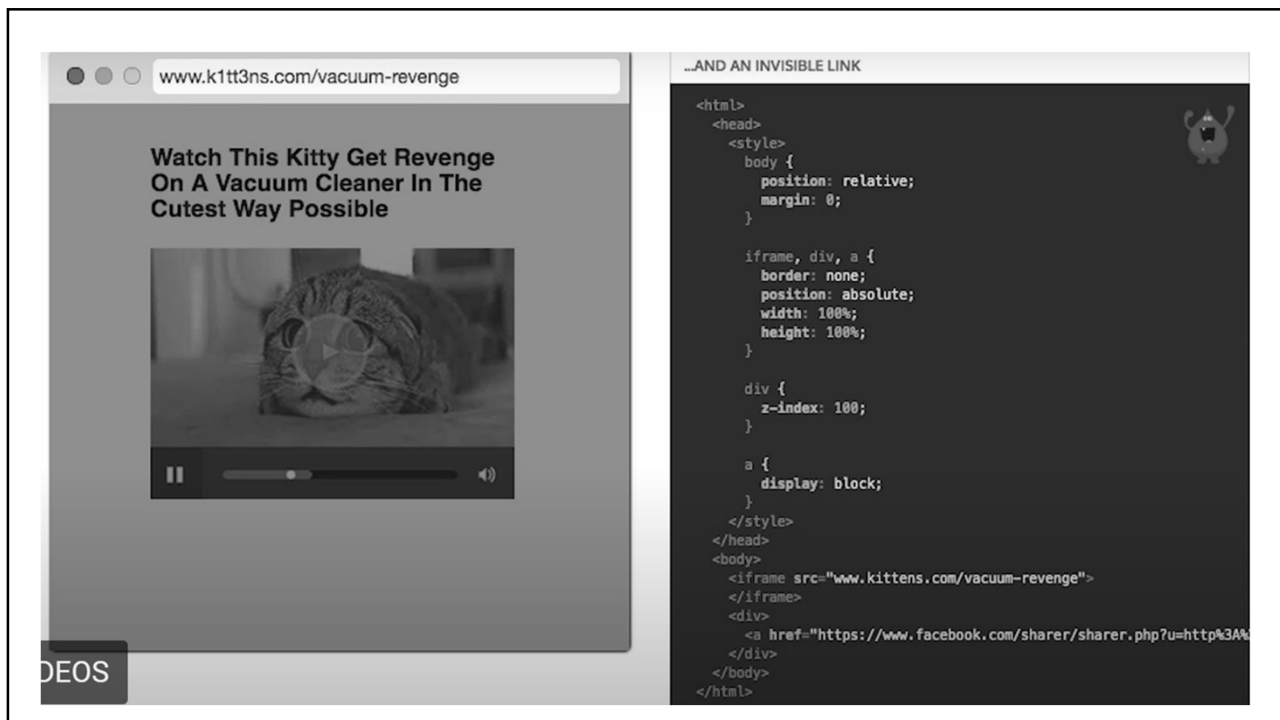 www.k1tt3ns.com/vacuum-revenge
Watch This Kitty Get Revenge
On A Vacuum Cleaner In The
Cutest Way Possible
DEOS
...AND AN INVISIBLE LINK
<html>
<head>
<style>
body {
position: relative;
margin: 0;
}
iframe, div, a {
border: none;
position: absolute;
width: 100%;
height: 100%;
}
div {
z-index: 100;
}
a {
display: block;
}
</style>
</head>
<body>
<iframe src="www.kittens.com/vacuum-revenge">
</iframe>
<div>
<a href="https://www.facebook.com/sharer/sharer.php?u=http%3A%
</div>
</body>
</html>